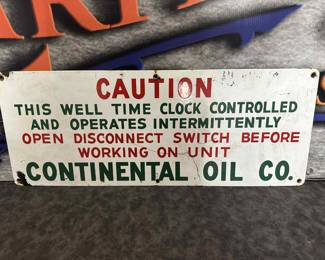 CAUTION
THIS WELL TIME CLOCK CONTROLLED
AND OPERATES INTERMITTENTLY
OPEN DISCONNECT SWITCH BEFORE
WORKING ON UNIT
CONTINENTAL OIL CO.